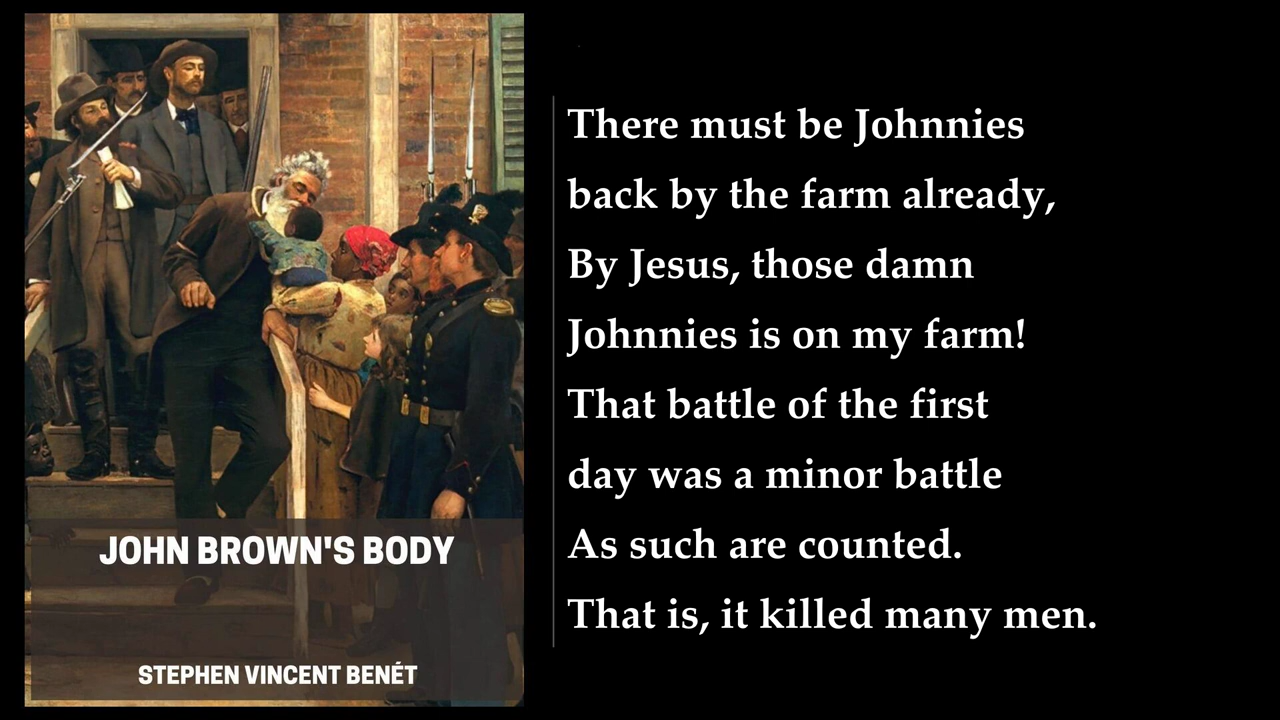 JOHN BROWN'S BODY
STEPHEN VINCENT BENÉT
There must be Johnnies
back by the farm already,
By Jesus, those damn
Johnnies is on my farm!
That battle of the first
day was a minor battle
As such are counted.
That is, it killed many men.